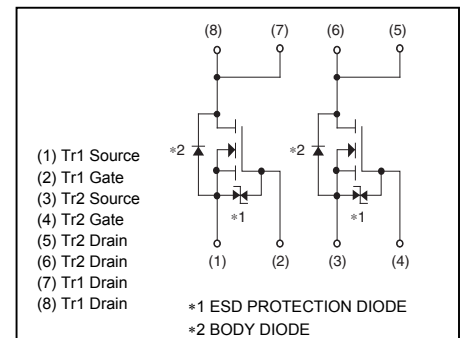 (8) (7) (6) (5)
∗2 ∗2
(1) Tr1 Source
(2) Tr1 Gate
(3) Tr2 Source
(4) Tr2 Gate
(5) Tr2 Drain
(6) Tr2 Drain
(7) Tr1 Drain
(8) Tr1 Drain
∗1 ∗1
(1) (2) (3) (4)
∗1 ESD PROTECTION DIODE
∗2 BODY DIODE